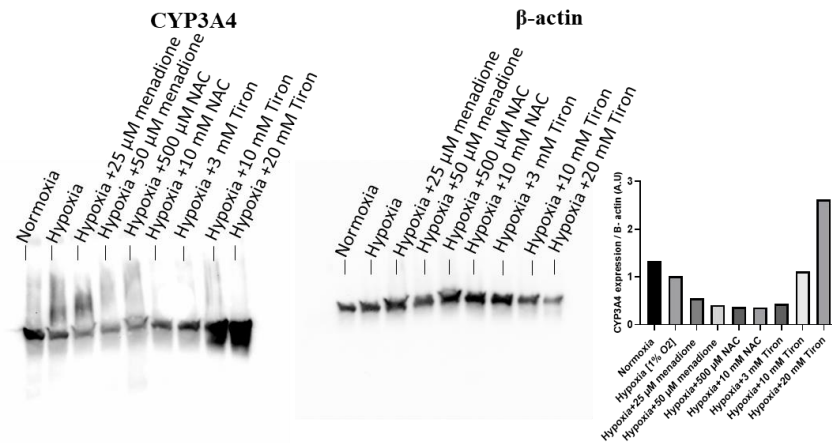 CYP3A4
Normoxia
Hypoxia
Hypoxia +25 µM menadione
Hypoxia +50 µM menadione
Hypoxia +500 µM NAC
Hypoxia +10 mM NAC
Hypoxia +3 mM Tiron
Hypoxia +10 mM Tiron
Hypoxia +20 mM Tiron
β-actin
Normoxia
Hypoxia
Hypoxia +25 µM menadione
Hypoxia +50 µM menadione
Hypoxia +500 µM NAC
Hypoxia +10 mM NAC
Hypoxia +3 mM Tiron
Hypoxia +10 mM Tiron
Hypoxia +20 mM Tiron
CYP3A4 expression / B- actin (A.U)
3
2
1
0
Normoxia
Hypoxia [1% O2]
Hypoxia+25 µM menadione
Hypoxia+50 µM menadione
Hypoxia+500 µM NAC
Hypoxia+10 mM NAC
Hypoxia+3 mM Tiron
Hypoxia+10 mM Tiron
Hypoxia+20 mM Tiron